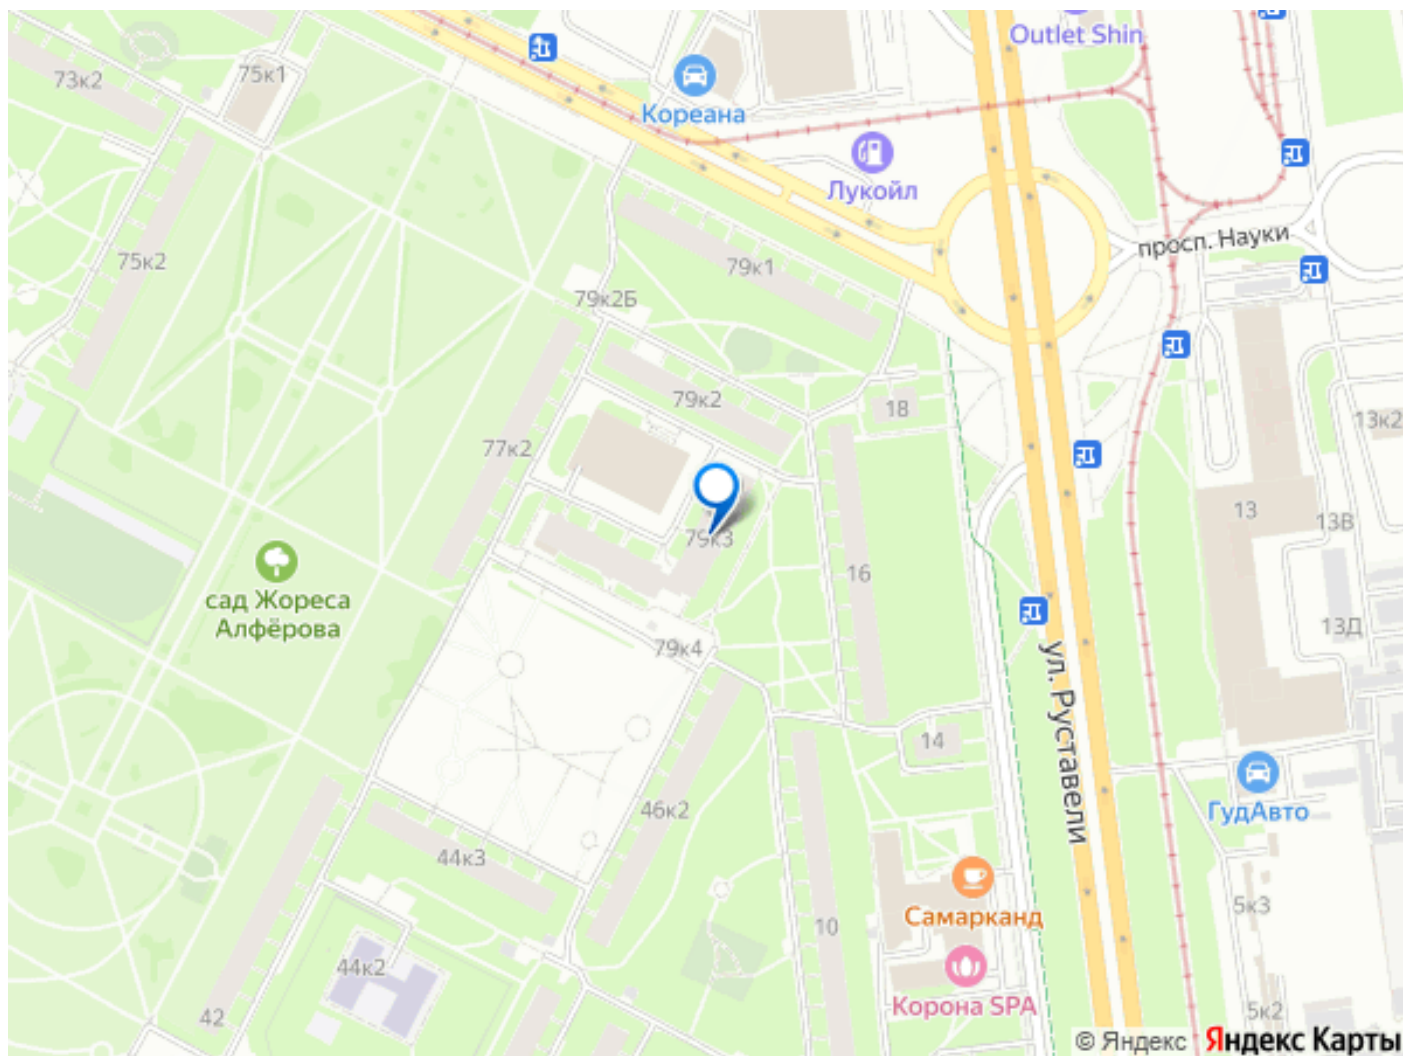 Outlet Shin
75к1
73к2
Кореана
Лукойл
просп. Науки
75к2
79к1
79к2Б
79к2
18
13к2
77к2
13
13В
79к3
16
сад Жореса
Алфёрова
13Д
79к4
ул. Руставели
14
46к2
ГудАвто
44к3
Самарканд
5к3
10
44к2
Корона SPA
42
5к2
© Яндекс Яндекс Карты